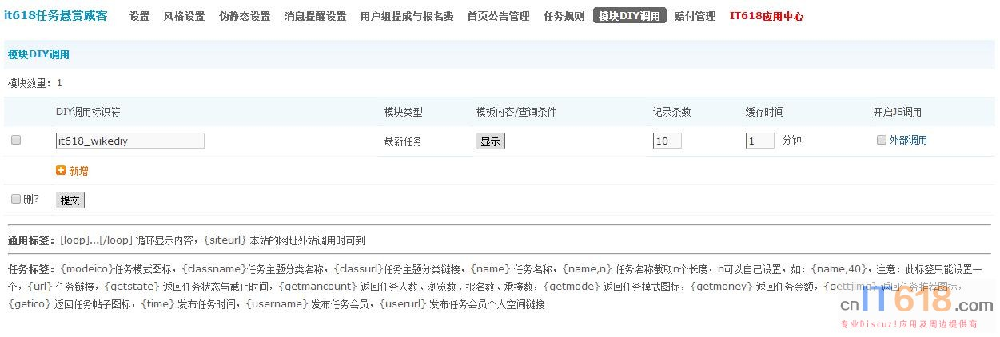 it618任务悬赏威客 设置 风格设置 伪静态设置 消息提醒设置 用户组提成与报名费 首页公告管理 任务规则 模块DIY调用 赔付管理 IT618应用中心
模块DIY调用
模块数量：1
DIY调用标识符 模块类型 模板内容/查询条件 记录条数 缓存时间 开启JS调用
it618_wikediy 最新任务 显示 10 1 分钟 外部调用
新增
删? 提交
通用标签：[loop]...[/loop] 循环显示内容，{siteurl} 本站的网址外站调用时可到
任务标签：{modeico}任务模式图标，{classname}任务主题分类名称，{classurl}任务主题分类链接，{name} 任务名称，{name,n} 任务名称截取n个长度，n可以自己设置，如：{name,40}，注意：此标签只能设置一
个，{url} 任务链接，{getstate} 返回任务状态与截止时间，{getmancount} 返回任务人数、浏览数、报名数、承接数，{getmode} 返回任务模式图标，{getmoney} 返回任务金额，{gettjimg} 返回任务推荐图标，
{getico} 返回任务帖子图标，{time} 发布任务时间，{username} 发布任务会员，{userurl} 发布任务会员个人空间链接
cnIT618.com
专业Discuz!应用及周边提供商